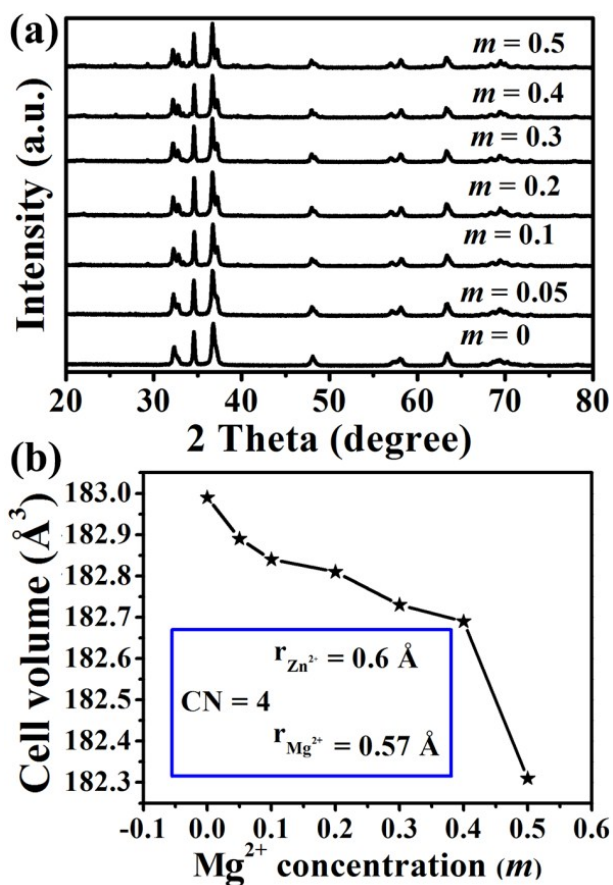 (a)
m = 0.5
m = 0.4
m = 0.3
m = 0.2
m = 0.1
m = 0.05
m = 0
Intensity (a.u.)
20 30 40 50 60 70 80
2 Theta (degree)
(b)
Cell volume (Å³)
183.0
182.9
182.8
182.7
182.6
182.5
182.4
182.3
r Zn²⁺ = 0.6 Å
CN = 4
r Mg²⁺ = 0.57 Å
-0.1 0.0 0.1 0.2 0.3 0.4 0.5 0.6
Mg²⁺ concentration (m)